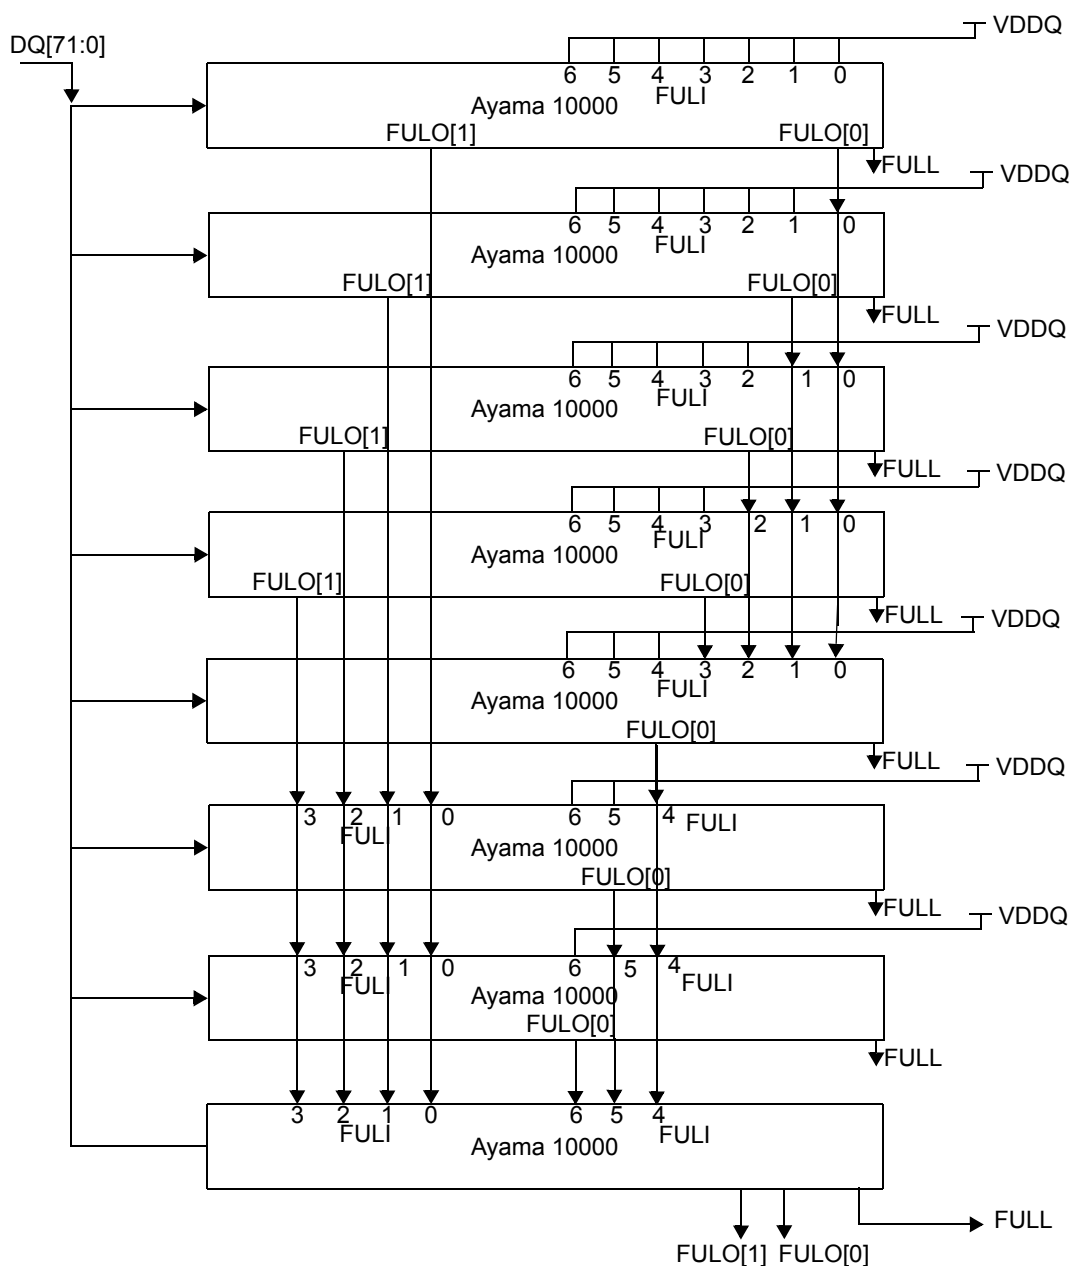 VDDQ
DQ[71:0]
6 5 4 3 2 1 0
FULI
Ayama 10000
FULO[1] FULO[0]
FULL
VDDQ
6 5 4 3 2 1 0
FULI
Ayama 10000
FULO[1] FULO[0]
FULL
VDDQ
6 5 4 3 2 1 0
FULI
Ayama 10000
FULO[1] FULO[0]
FULL
VDDQ
6 5 4 3 2 1 0
FULI
Ayama 10000
FULO[1] FULO[0]
FULL
VDDQ
6 5 4 3 2 1 0
FULI
Ayama 10000
FULO[0]
FULL
VDDQ
3 2 1 0 6 5 4 FULI
FULI
Ayama 10000
FULO[0]
FULL
VDDQ
3 2 1 0 6 5 4
FULI FULI
Ayama 10000
FULO[0]
FULL
3 2 1 0 6 5 4
FULI FULI
Ayama 10000
FULL
FULO[1] FULO[0]